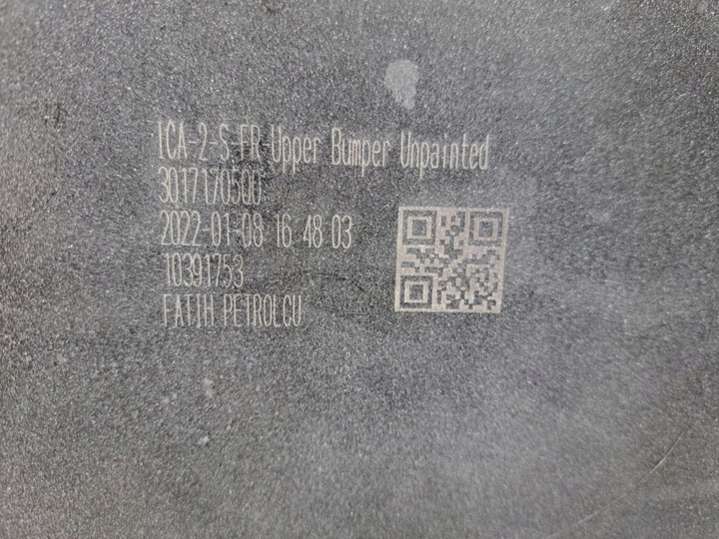 ICA-2-S-FR-Upper Bumper Unpainted
3017170500
2022-01-08 16 48 03
10391753
FATIH PETROLCU